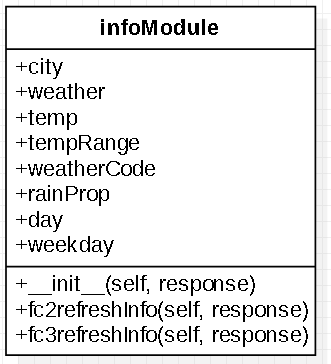 infoModule
+city
+weather
+temp
+tempRange
+weatherCode
+rainProp
+day
+weekday
+__init__(self, response)
+fc2refreshInfo(self, response)
+fc3refreshInfo(self, response)